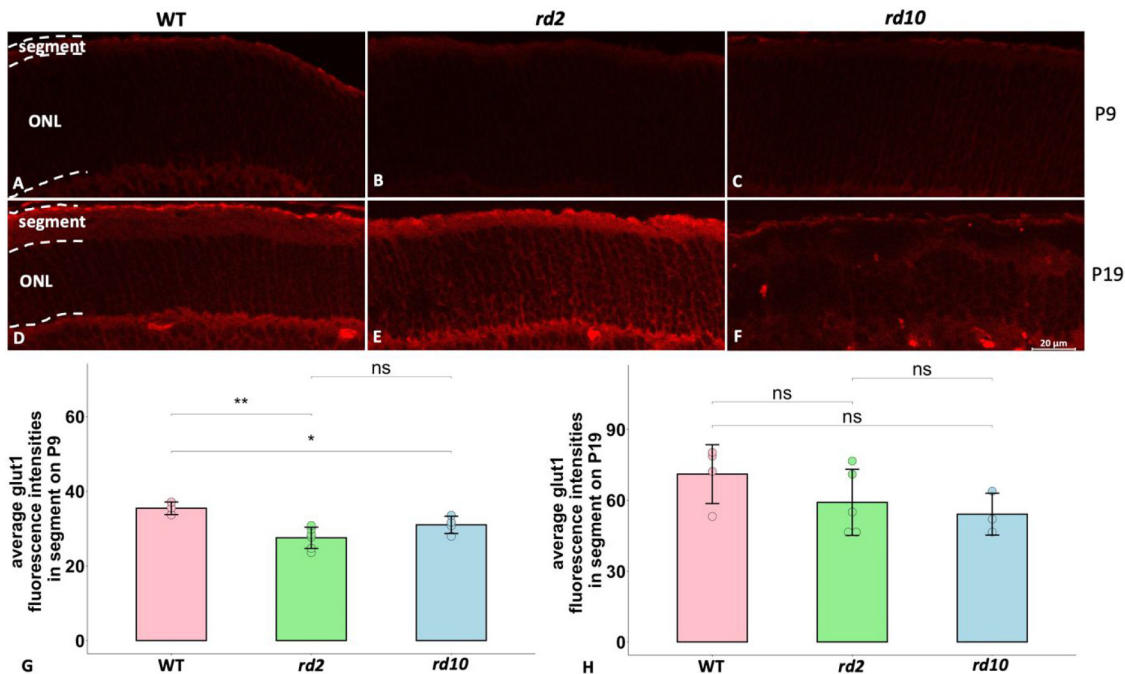 WT rd2 rd10
segment
ONL
P9
A B C
segment
ONL
P19
D E F
20 µm
ns
**
*
60
40
20
0
average glut1
fluorescence intensities
in segment on P9
WT rd2 rd10
G
ns
ns
ns
90
60
30
0
average glut1
fluorescence intensities
in segment on P19
WT rd2 rd10
H